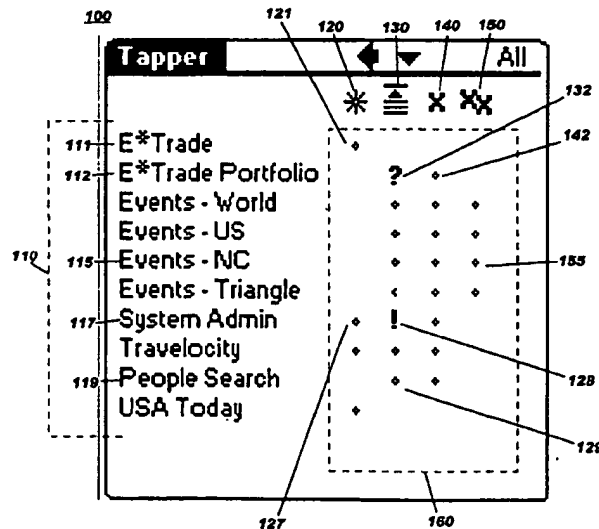 100 121 120 130 140 150
Tapper All
132
142
111 E*Trade
112 E*Trade Portfolio ?
Events - World
Events - US
110 115 Events - NC 155
Events - Triangle
117 System Admin !
Travelocity 128
119 People Search
USA Today 129
127 160